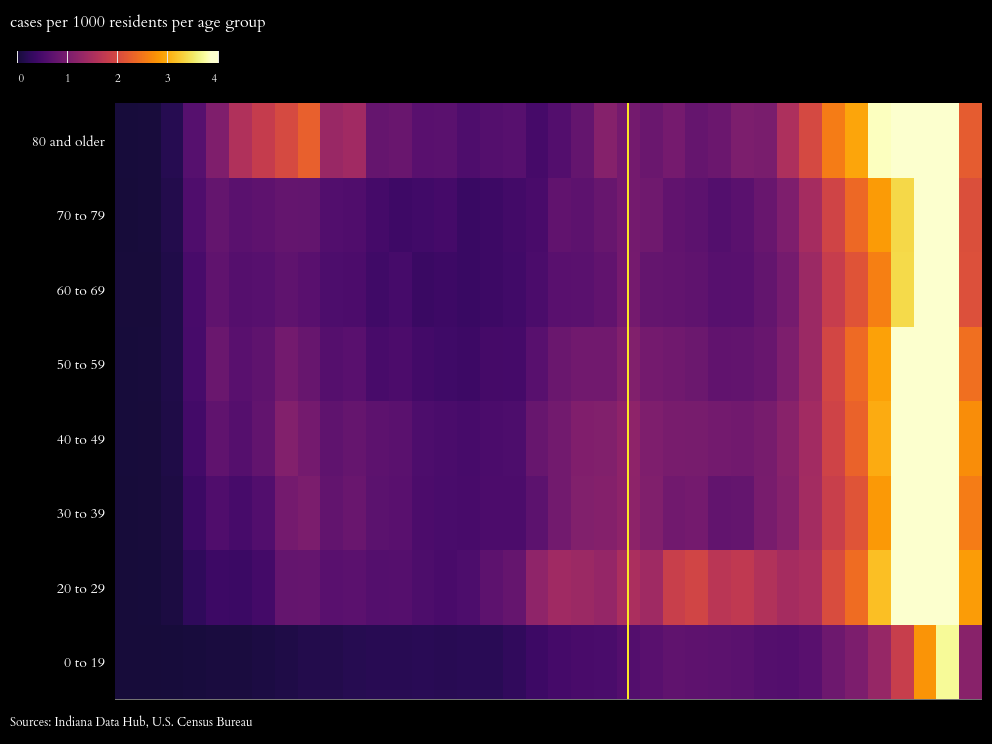 cases per 1000 residents per age group
0 1 2 3 4
80 and older
70 to 79
60 to 69
50 to 59
40 to 49
30 to 39
20 to 29
0 to 19
Sources: Indiana Data Hub, U.S. Census Bureau